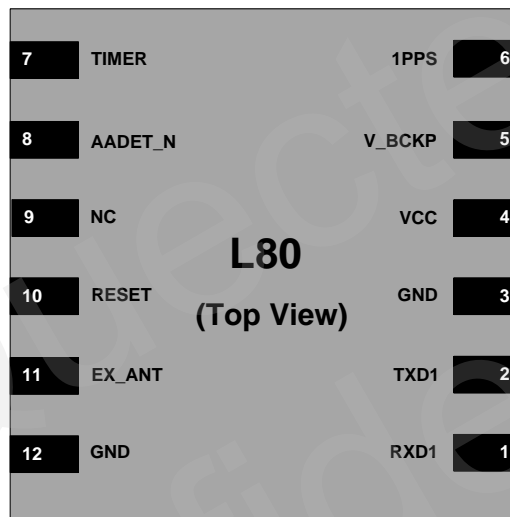 7 TIMER 1PPS 6
8 AADET_N V_BCKP 5
9 NC VCC 4
L80
10 RESET GND 3
(Top View)
11 EX_ANT TXD1 2
12 GND RXD1 1